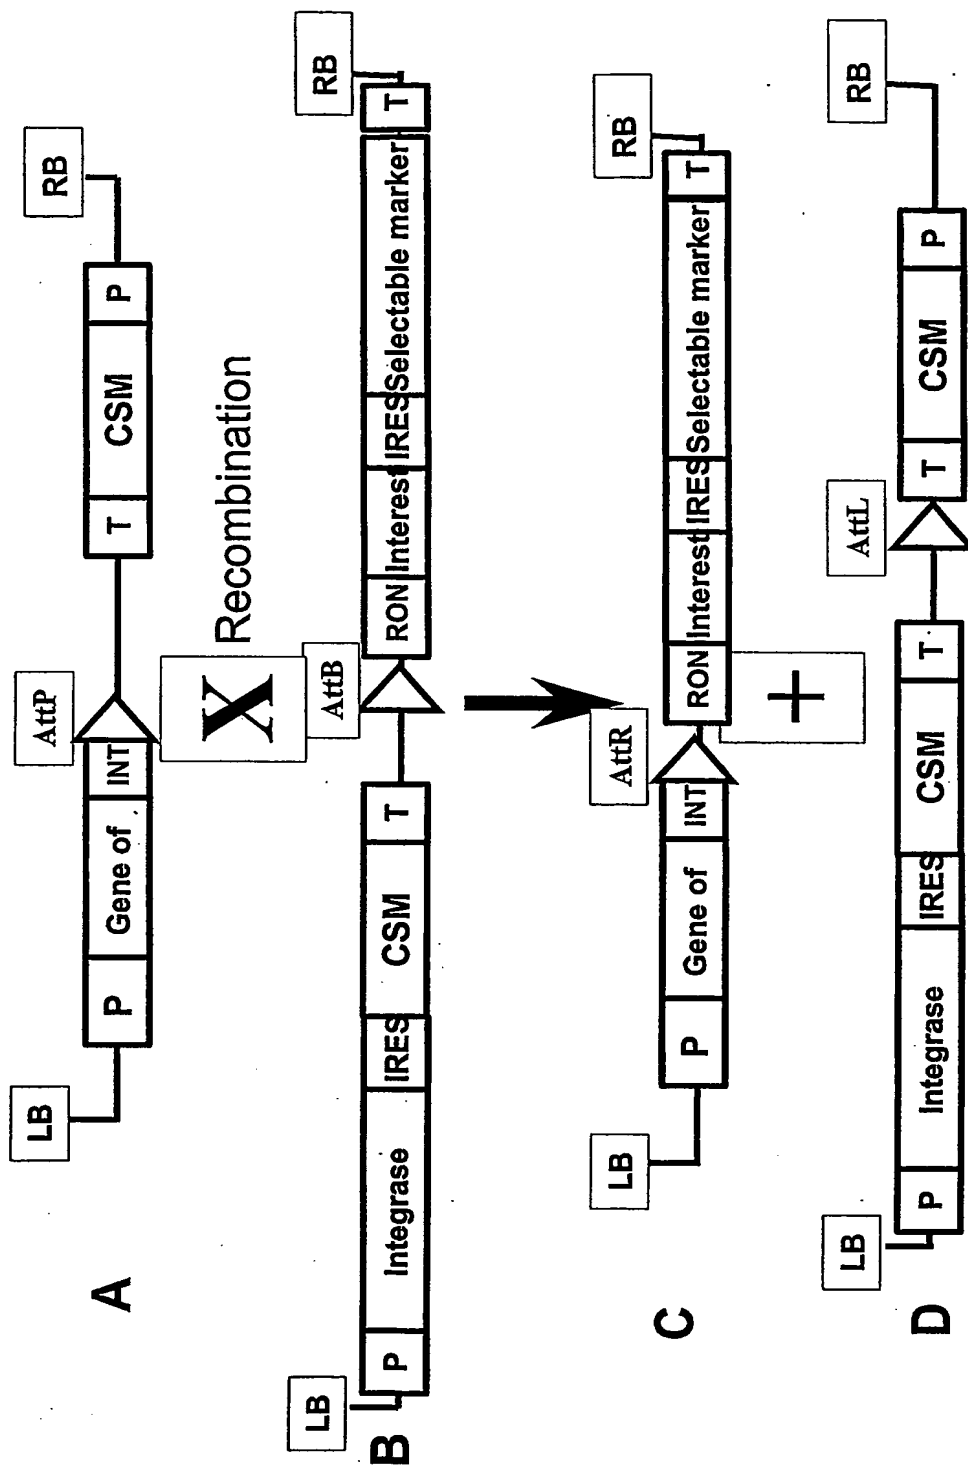 A
LB
P
Gene of
INT
AttP
T
CSM
P
RB
X
Recombination
B
LB
P
Integrase
IRES
CSM
T
AttB
RON
Interest
IRES
Selectable marker
T
RB
C
LB
P
Gene of
INT
AttR
RON
Interest
IRES
Selectable marker
T
RB
+
D
LB
P
Integrase
IRES
CSM
T
AttL
T
CSM
P
RB